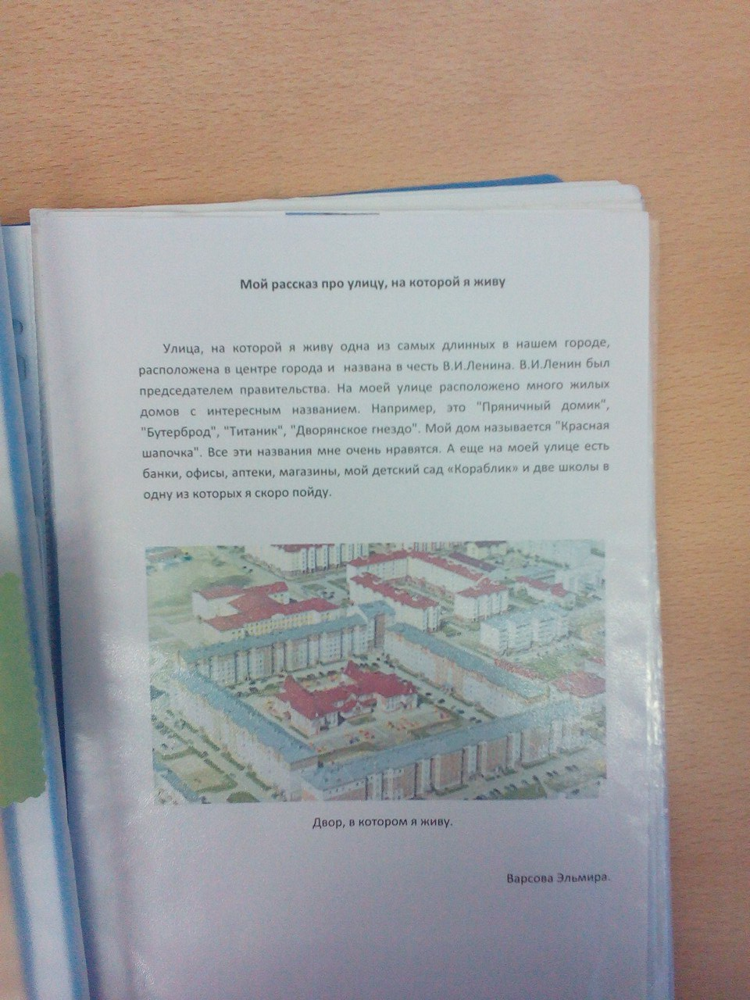 Мой рассказ про улицу, на которой я живу
Улица, на которой я живу одна из самых длинных в нашем городе,
расположена в центре города и названа в честь В.И.Ленина. В.И.Ленин был
председателем правительства. На моей улице расположено много жилых
домов с интересным названием. Например, это "Пряничный домик",
"Бутерброд", "Титаник", "Дворянское гнездо". Мой дом называется "Красная
шапочка". Все эти названия мне очень нравятся. А еще на моей улице есть
банки, офисы, аптеки, магазины, мой детский сад «Кораблик» и две школы в
одну из которых я скоро пойду.
Двор, в котором я живу.
Варсова Эльмира.